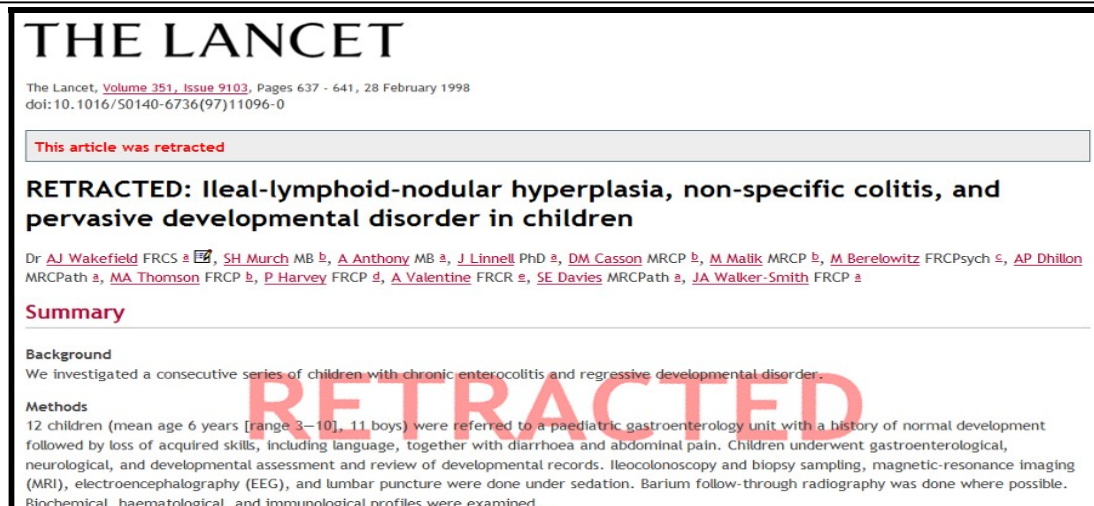 THE LANCET
The Lancet, Volume 351, Issue 9103, Pages 637 - 641, 28 February 1998
doi:10.1016/S0140-6736(97)11096-0
This article was retracted
RETRACTED: Ileal-lymphoid-nodular hyperplasia, non-specific colitis, and
pervasive developmental disorder in children
Dr AJ Wakefield FRCS a, SH Murch MB b, A Anthony MB a, J Linnell PhD a, DM Casson MRCP b, M Malik MRCP b, M Berelowitz FRCPsych c, AP Dhillon
MRCPath a, MA Thomson FRCP b, P Harvey FRCP d, A Valentine FRCR e, SE Davies MRCPath a, JA Walker-Smith FRCP a
Summary
Background
We investigated a consecutive series of children with chronic enterocolitis and regressive developmental disorder.
RETRACTED
Methods
12 children (mean age 6 years [range 3—10], 11 boys) were referred to a paediatric gastroenterology unit with a history of normal development
followed by loss of acquired skills, including language, together with diarrhoea and abdominal pain. Children underwent gastroenterological,
neurological, and developmental assessment and review of developmental records. Ileocolonoscopy and biopsy sampling, magnetic-resonance imaging
(MRI), electroencephalography (EEG), and lumbar puncture were done under sedation. Barium follow-through radiography was done where possible.
Biochemical, haematological, and immunological profiles were examined.